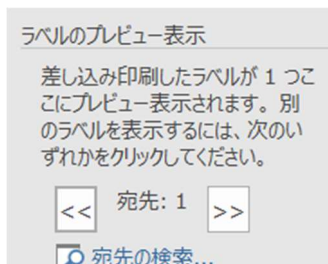 ラベルのプレビュー表示
差し込み印刷したラベルが 1 つこ
こにプレビュー表示されます。別
のラベルを表示するには、次のい
ずれかをクリックしてください。
<< 宛先: 1 >>
宛先の検索...